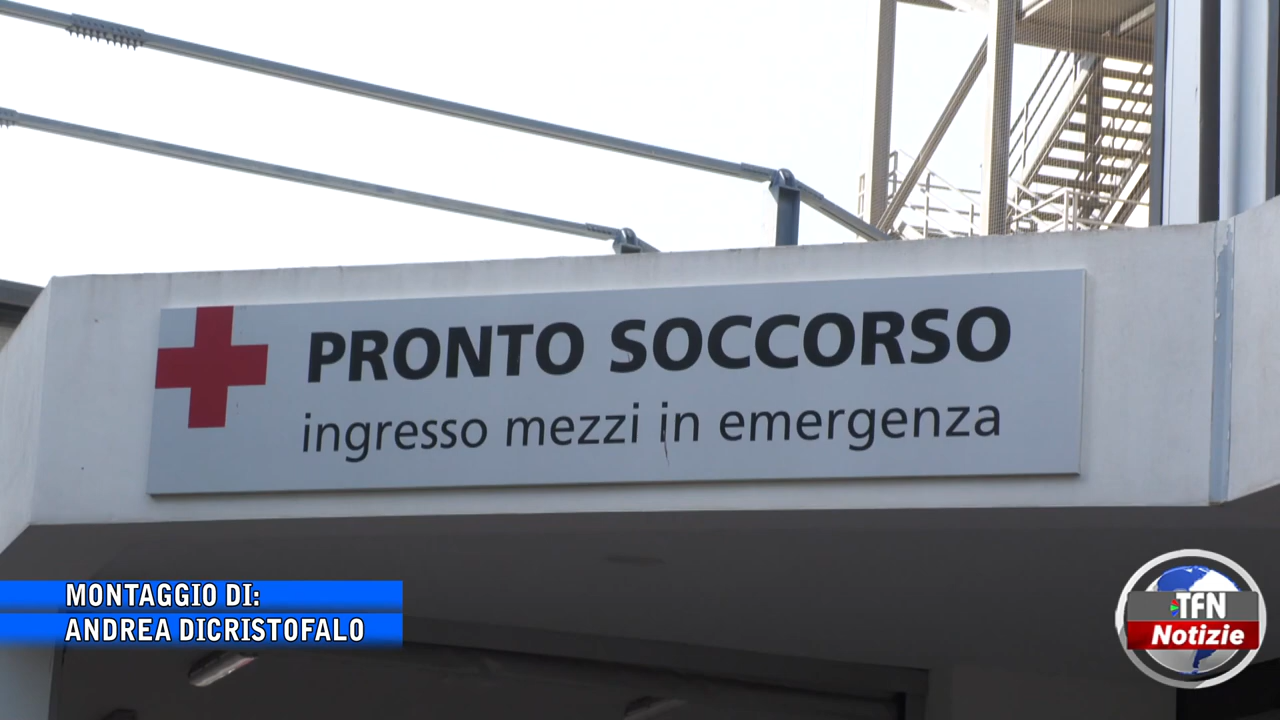 PRONTO SOCCORSO
ingresso mezzi in emergenza
MONTAGGIO DI:
ANDREA DICRISTOFALO
TFN
Notizie